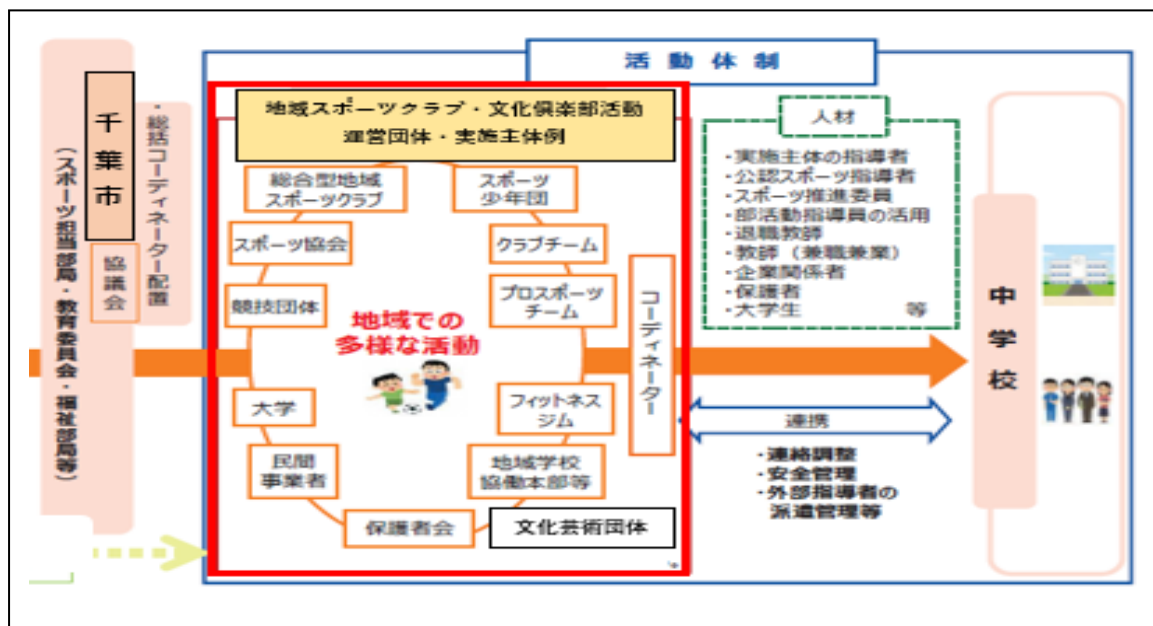 活動体制
千葉市
協議会
(スポーツ担当部局・教育委員会・福祉部局等)
・総括コーディネーター配置
地域スポーツクラブ・文化倶楽部活動
運営団体・実施主体例
総合型地域
スポーツクラブ
スポーツ
少年団
スポーツ協会
クラブチーム
競技団体
プロスポーツ
チーム
地域での
多様な活動
大学
フィットネス
ジム
民間
事業者
地域学校
協働本部等
保護者会
文化芸術団体
コーディネーター
人材
・実施主体の指導者
・公認スポーツ指導者
・スポーツ推進委員
・部活動指導員の活用
・退職教師
・教師（兼職兼業）
・企業関係者
・保護者
・大学生 等
連携
・連絡調整
・安全管理
・外部指導者の
派遣管理等
中学校